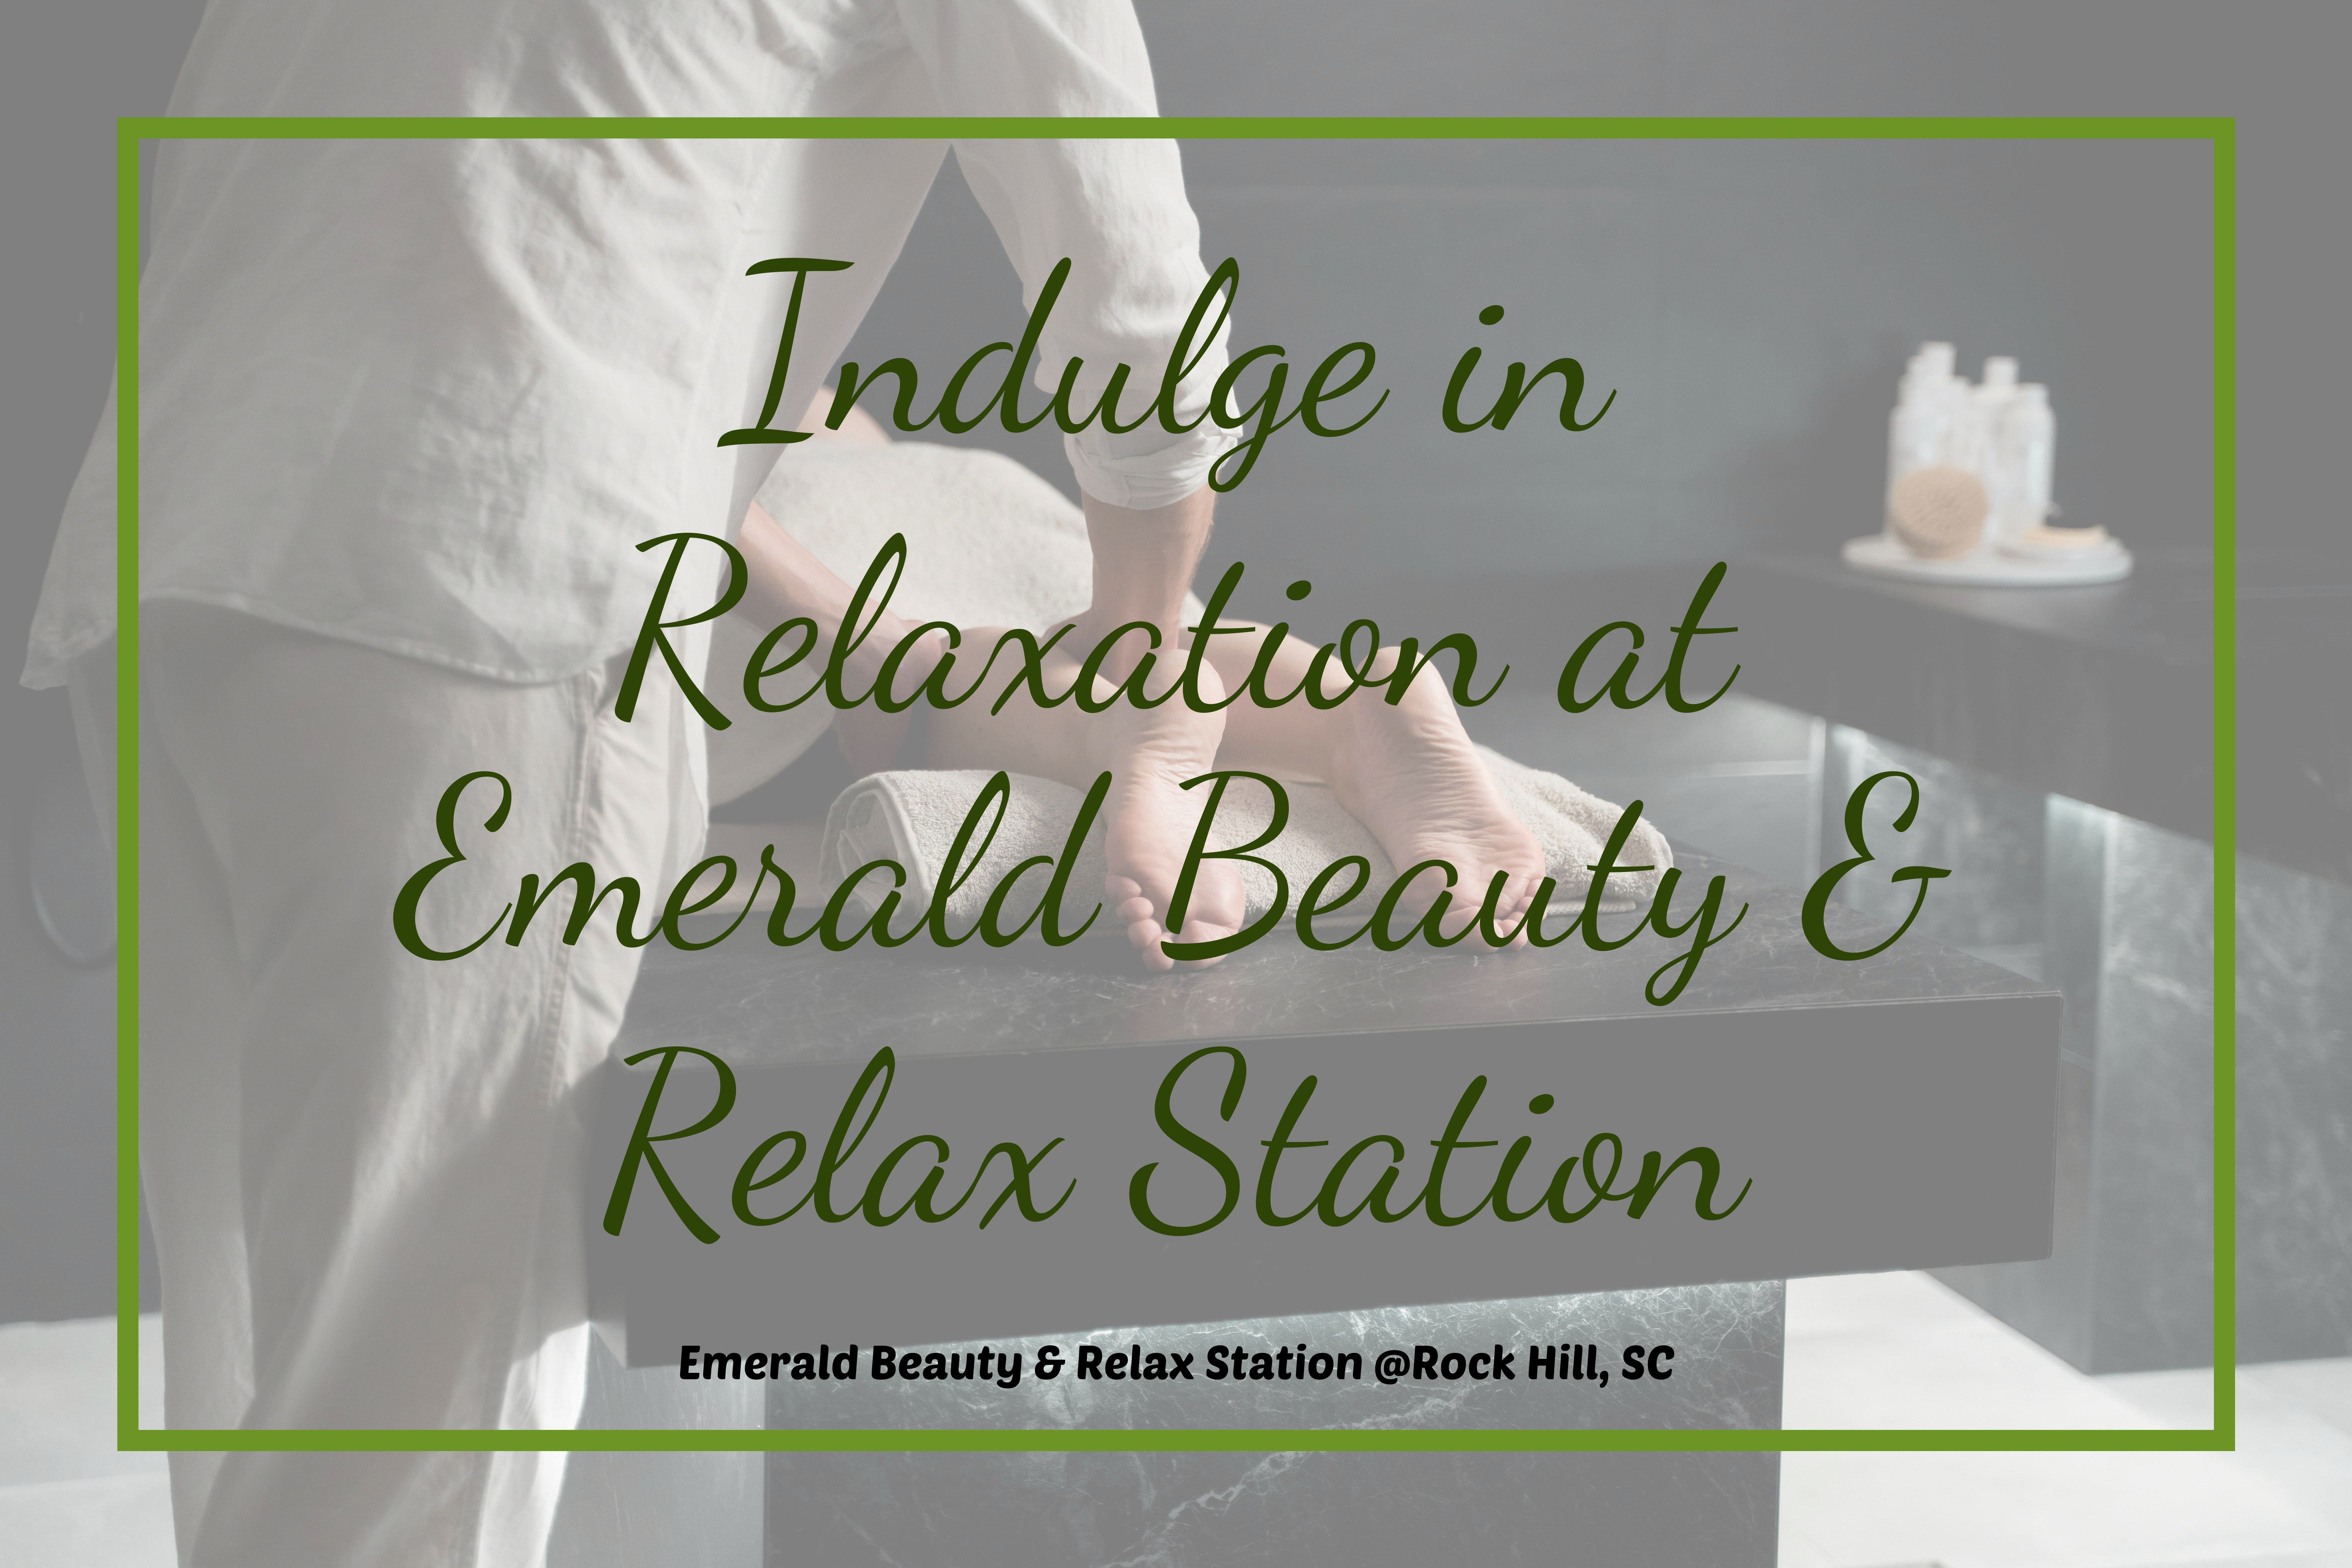 Indulge in
Relaxation at
Emerald Beauty &
Relax Station
Emerald Beauty & Relax Station @Rock Hill, SC